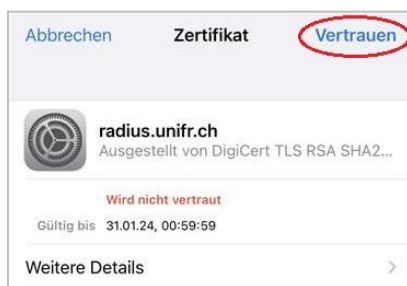 Abbrechen Zertifikat Vertrauen
radius.unifr.ch
Ausgestellt von DigiCert TLS RSA SHA2...
Wird nicht vertraut
Gültig bis 31.01.24, 00:59:59
Weitere Details